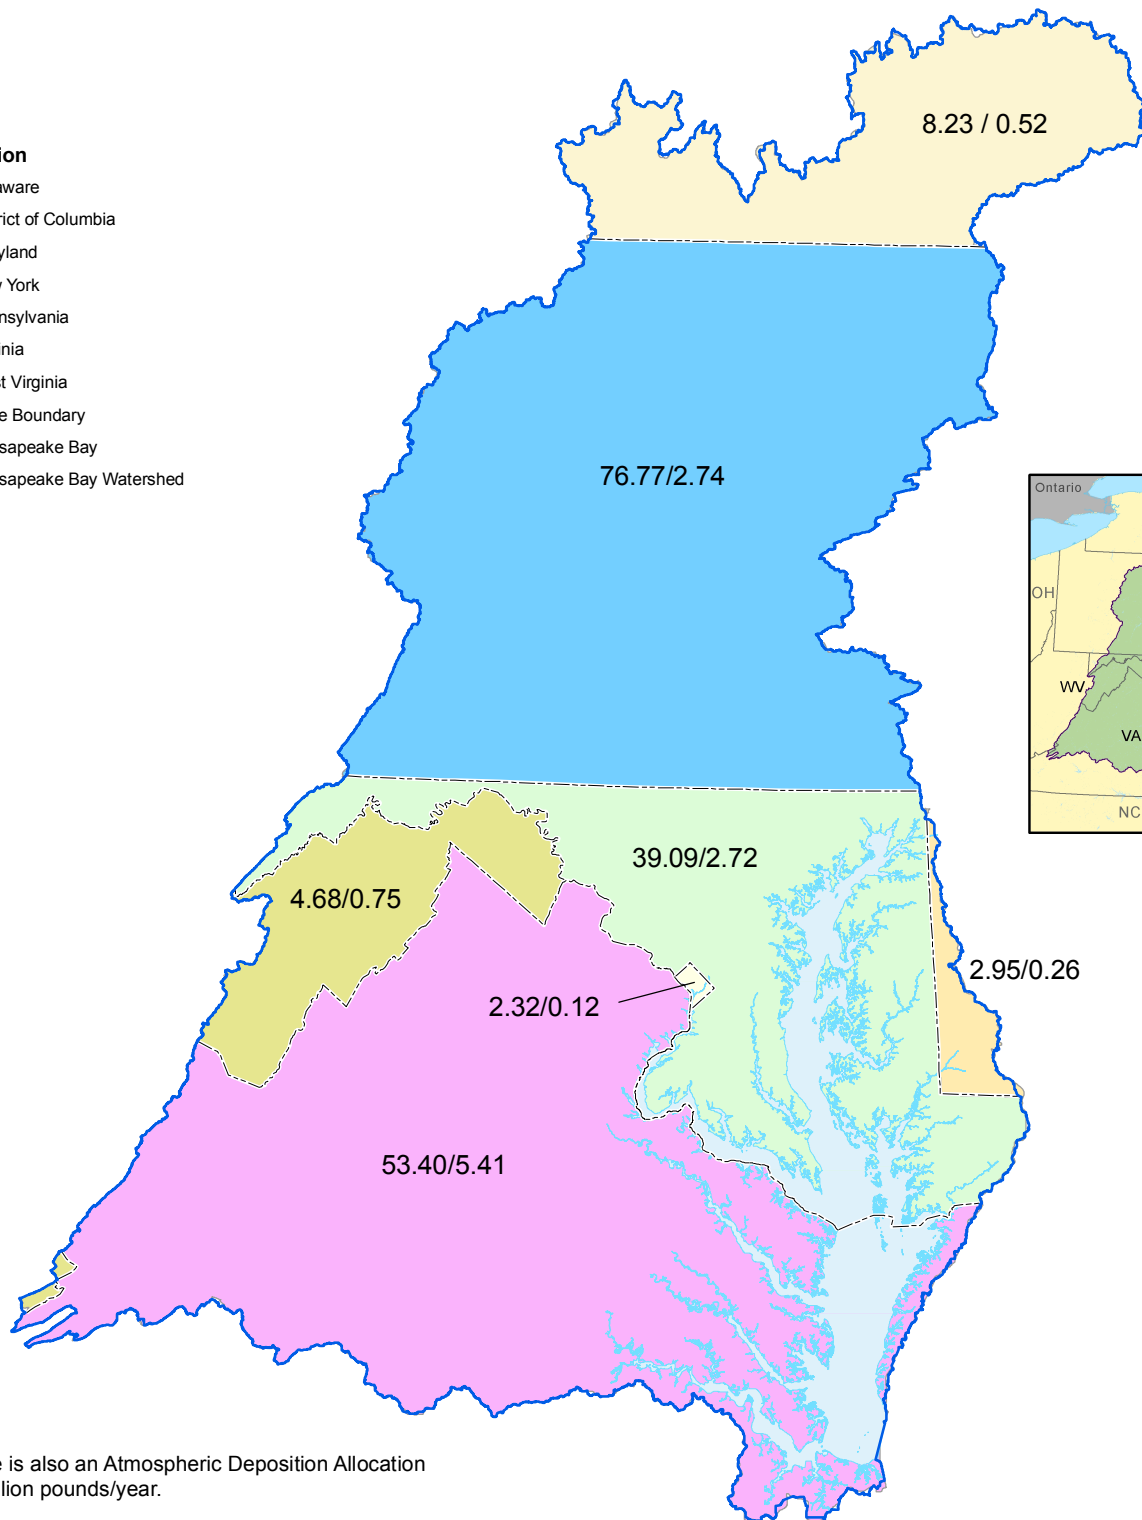 8.23 / 0.52
ion
aware
rict of Columbia
yland
w York
nsylvania
inia
t Virginia
e Boundary
sapeake Bay
sapeake Bay Watershed
76.77/2.74
Ontario
OH
WV
VA
NC
39.09/2.72
4.68/0.75
2.95/0.26
2.32/0.12
53.40/5.41
e is also an Atmospheric Deposition Allocation
llion pounds/year.